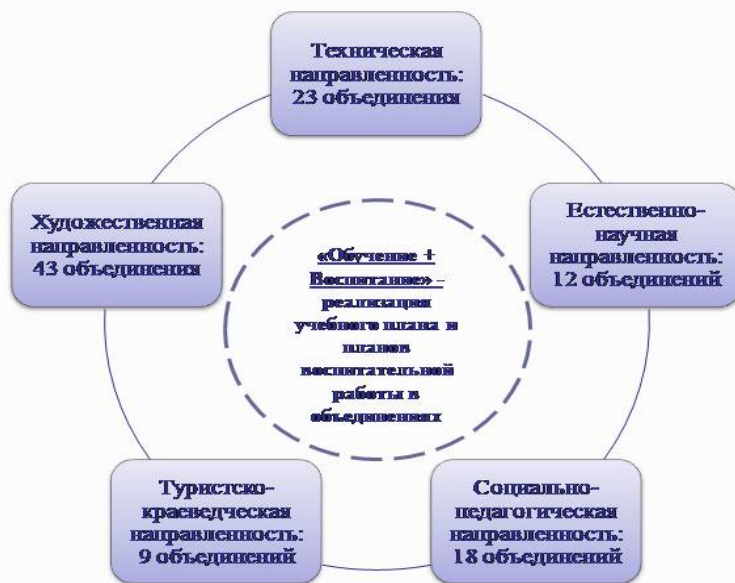 Техническая
направленность:
23 объединения
Художественная
направленность:
43 объединения
Естественно-
научная
направленность:
12 объединений
«Обучение +
Воспитание» -
реализация
учебного плана и
планов
воспитательной
работы в
объединениях
Туристско-
краеведческая
направленность:
9 объединений
Социально-
педагогическая
направленность:
18 объединений